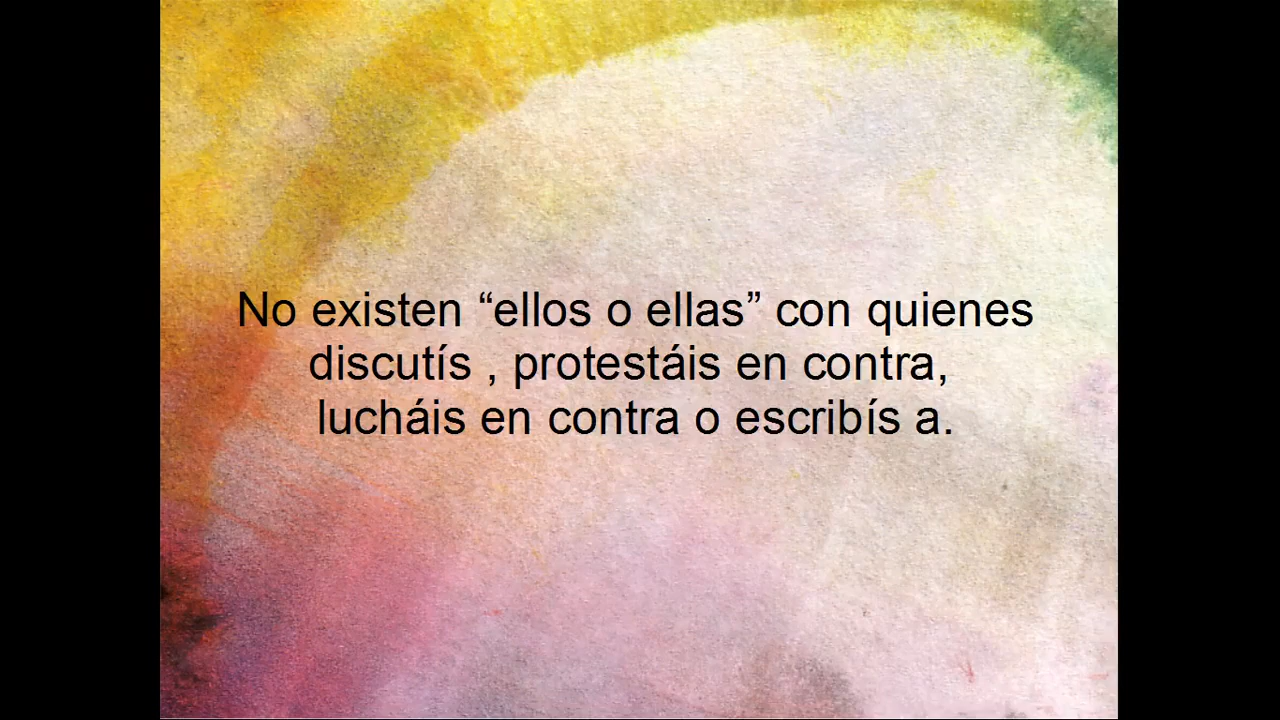 No existen “ellos o ellas” con quienes
discutís , protestáis en contra,
lucháis en contra o escribís a.